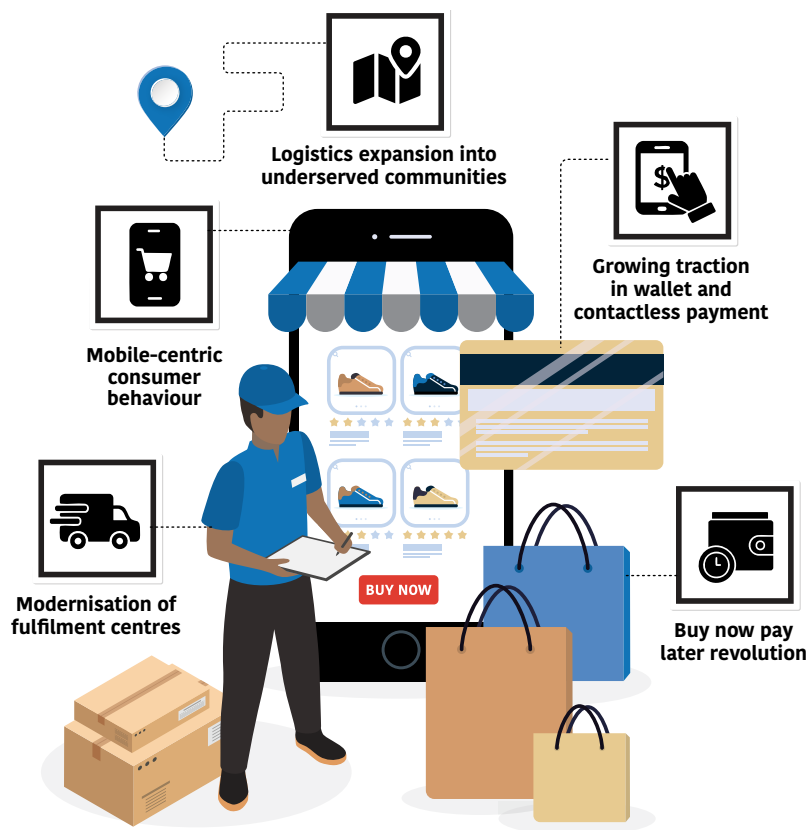 Logistics expansion into
underserved communities
Growing traction
in wallet and
contactless payment
$
Mobile-centric
consumer
behaviour
Modernisation of
fulfilment centres
BUY NOW
Buy now pay
later revolution